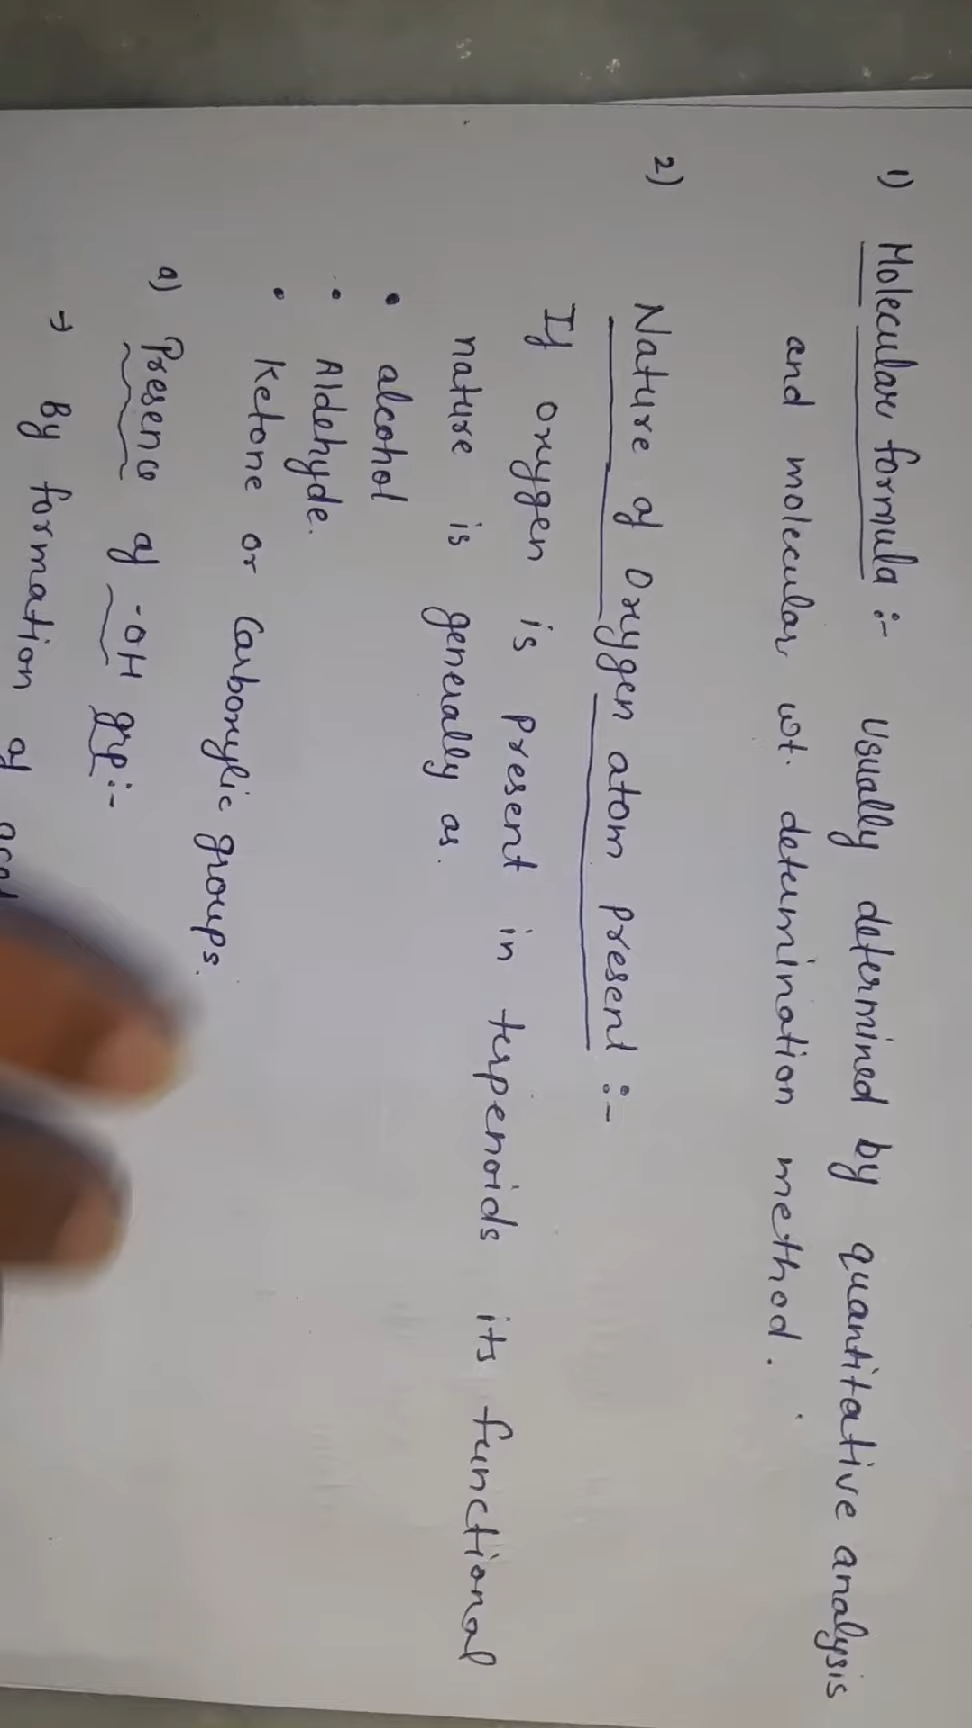 1) Molecular formula :- Usually determined by quantitative analysis
and molecular wt. determination method.
2) Nature of Oxygen atom present :-
If oxygen is present in terpenoids its functional
nature is generally as.
• alcohol
• Aldehyde.
• Ketone or Carboxylic groups.
a) Presence of -OH grp :-
→ By formation of